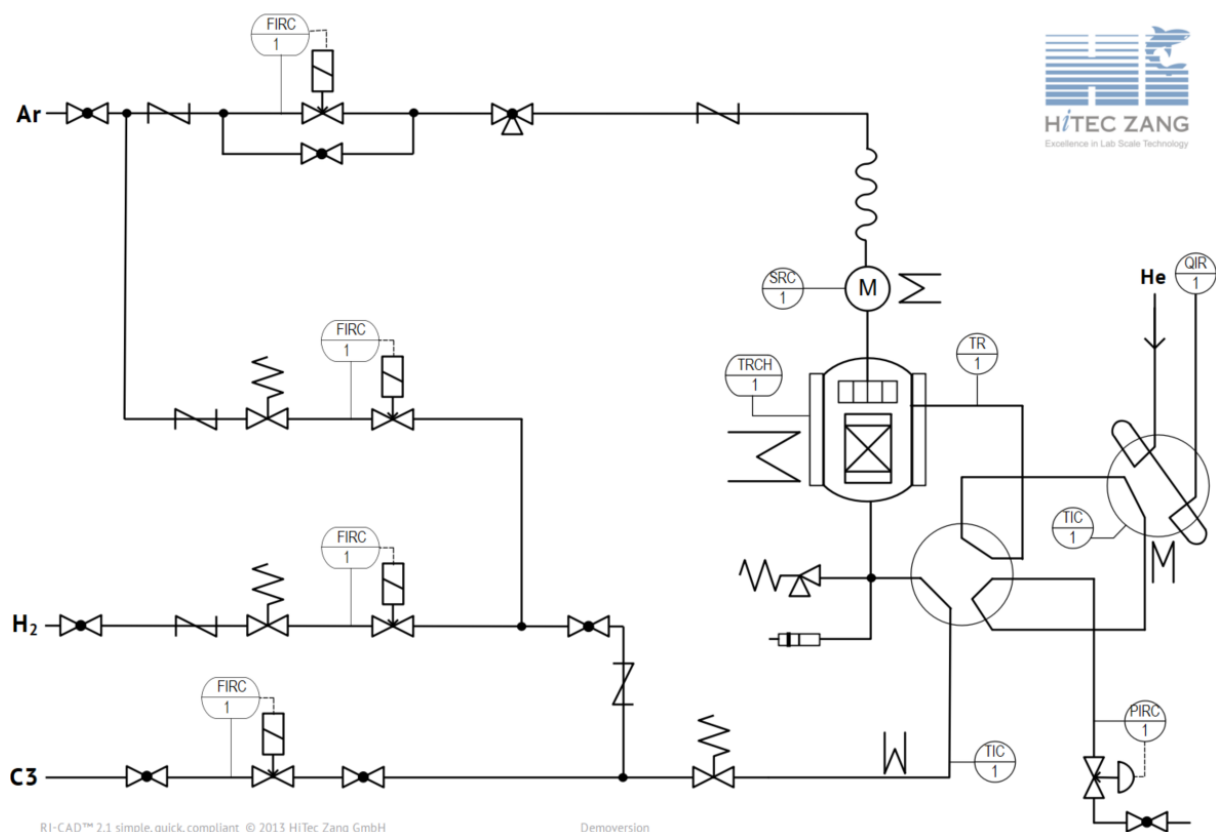 FIRC
1
HiTEC ZANG
Excellence in Lab Scale Technology
Ar
SRC
1
M
He
QIR
1
FIRC
1
TRCH
1
TR
1
TIC
1
FIRC
1
H₂
FIRC
1
C3
PIRC
1
TIC
1
RI-CAD™ 2.1 simple, quick, compliant © 2013 HiTec Zang GmbH
Demoversion